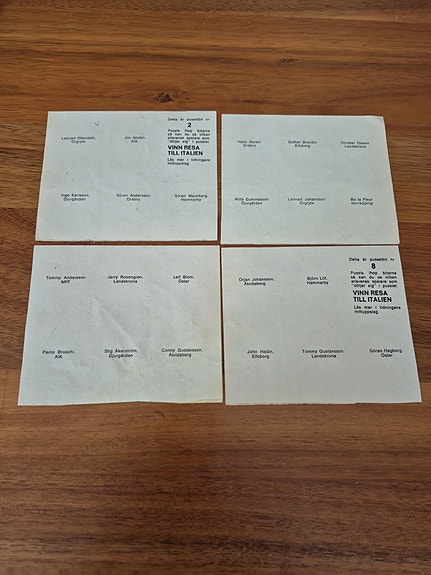 Detta är pusselbit nr
2
Pussla ihop bitarna
så kan du se vilken
allsvensk spelare som
"döljer sig" i pusslet
VINN RESA
TILL ITALIEN
Läs mer i tidningens
mittuppslag.
Lennart Ottordahl,
Örgryte
Jim Nildén
AIK
Inge Karlsson
Djurgården
Sören Andersson
Örebro
Sören Mannberg
Hammarby
Hans Nordin
Örebro
Staffan Brundin
Elfsborg
Christer Olsson
Landskrona
Willy Gummesson
Djurgården
Lennart Johansson
Örgryte
Bo la Fleur
Norrköping
Tommy Andersson
MFF
Jerry Rosengren,
Landskrona
Leif Blom,
Öster
Paolo Bruschi,
AIK
Stig Åkerström,
Djurgården
Conny Gustavsson,
Åtvidaberg
Örjan Johansson,
Åtvidaberg
Björn Löf,
Hammarby
Detta är pusselbit nr
8
Pussla ihop bitarna
så kan du se vilken
allsvensk spelare som
"döljer sig" i pusslet
VINN RESA
TILL ITALIEN
Läs mer i tidningens
mittuppslag.
John Hedin,
Elfsborg
Tommy Gustavsson,
Landskrona
Göran Hagberg,
Öster